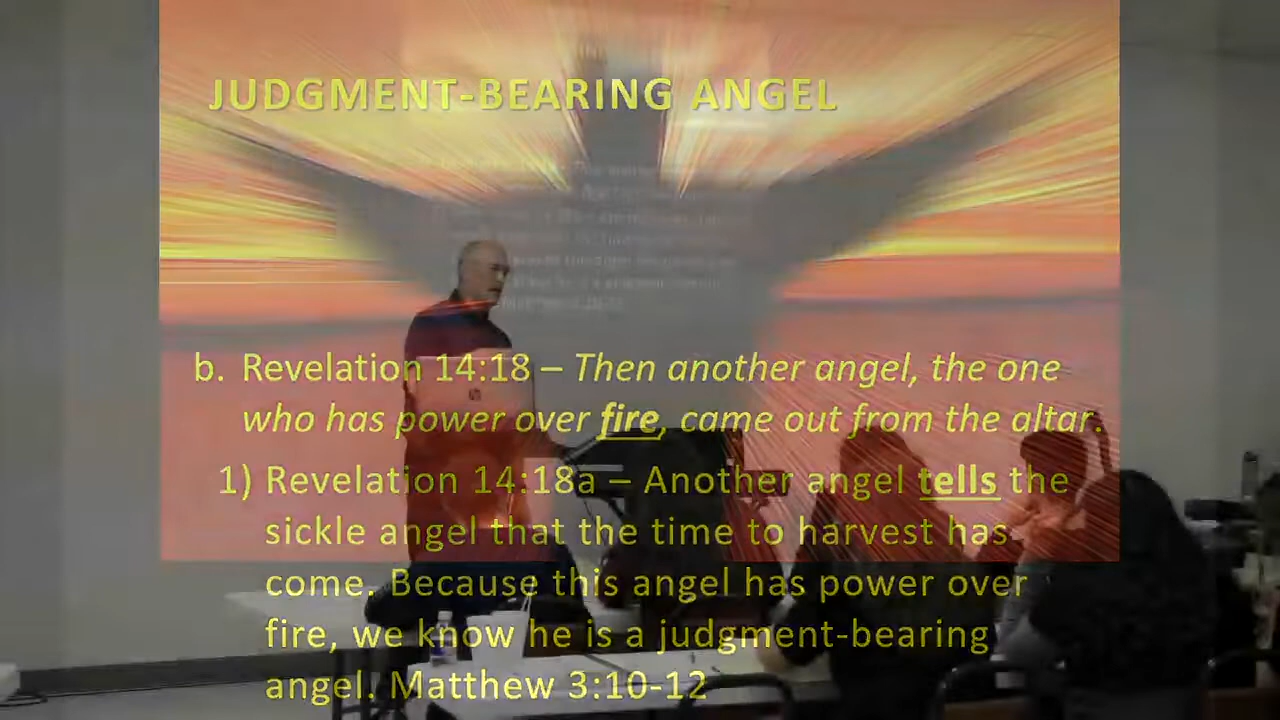 JUDGMENT-BEARING ANGEL
b. Revelation 14:18 – Then another angel, the one
who has power over fire, came out from the altar.
1) Revelation 14:18a – Another angel tells the
sickle angel that the time to harvest has
come. Because this angel has power over
fire, we know he is a judgment-bearing
angel. Matthew 3:10-12